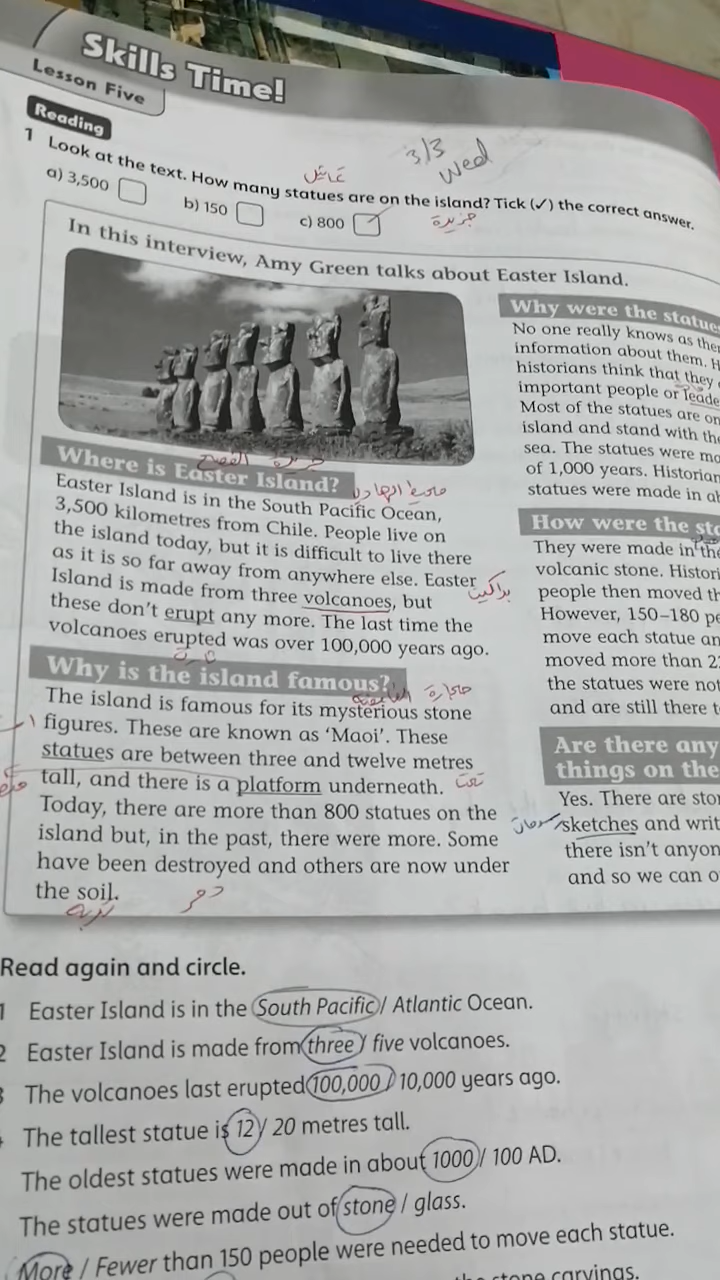 Skills Time!
Lesson Five
Reading
3/3
Wed
1 Look at the text. How many statues are on the island? Tick (✓) the correct answer.
جزيرة
a) 3,500
b) 150
c) 800
In this interview, Amy Green talks about Easter Island.
Where is Easter Island?
Easter Island is in the South Pacific Ocean,
3,500 kilometres from Chile. People live on
the island today, but it is difficult to live there
as it is so far away from anywhere else. Easter
Island is made from three volcanoes, but
براكين
these don't erupt any more. The last time the
volcanoes erupted was over 100,000 years ago.
Why is the island famous?
The island is famous for its mysterious stone
figures. These are known as 'Maoi'. These
statues are between three and twelve metres
tall, and there is a platform underneath.
تحت
Today, there are more than 800 statues on the
island but, in the past, there were more. Some
have been destroyed and others are now under
the soil.
تربة
Why were the statue
No one really knows as the
information about them. H
historians think that they
important people or leade
Most of the statues are on
island and stand with the
sea. The statues were ma
of 1,000 years. Historian
statues were made in ab
How were the sta
They were made in the
volcanic stone. Histori
people then moved th
However, 150–180 pe
move each statue an
moved more than 2
the statues were not
and are still there t
Are there any
things on the
Yes. There are sto
sketches and writ
there isn't anyon
and so we can o
Read again and circle.
1 Easter Island is in the South Pacific / Atlantic Ocean.
2 Easter Island is made from three / five volcanoes.
3 The volcanoes last erupted 100,000 / 10,000 years ago.
The tallest statue is 12 / 20 metres tall.
The oldest statues were made in about 1000 / 100 AD.
The statues were made out of stone / glass.
More / Fewer than 150 people were needed to move each statue.
stone carvings.